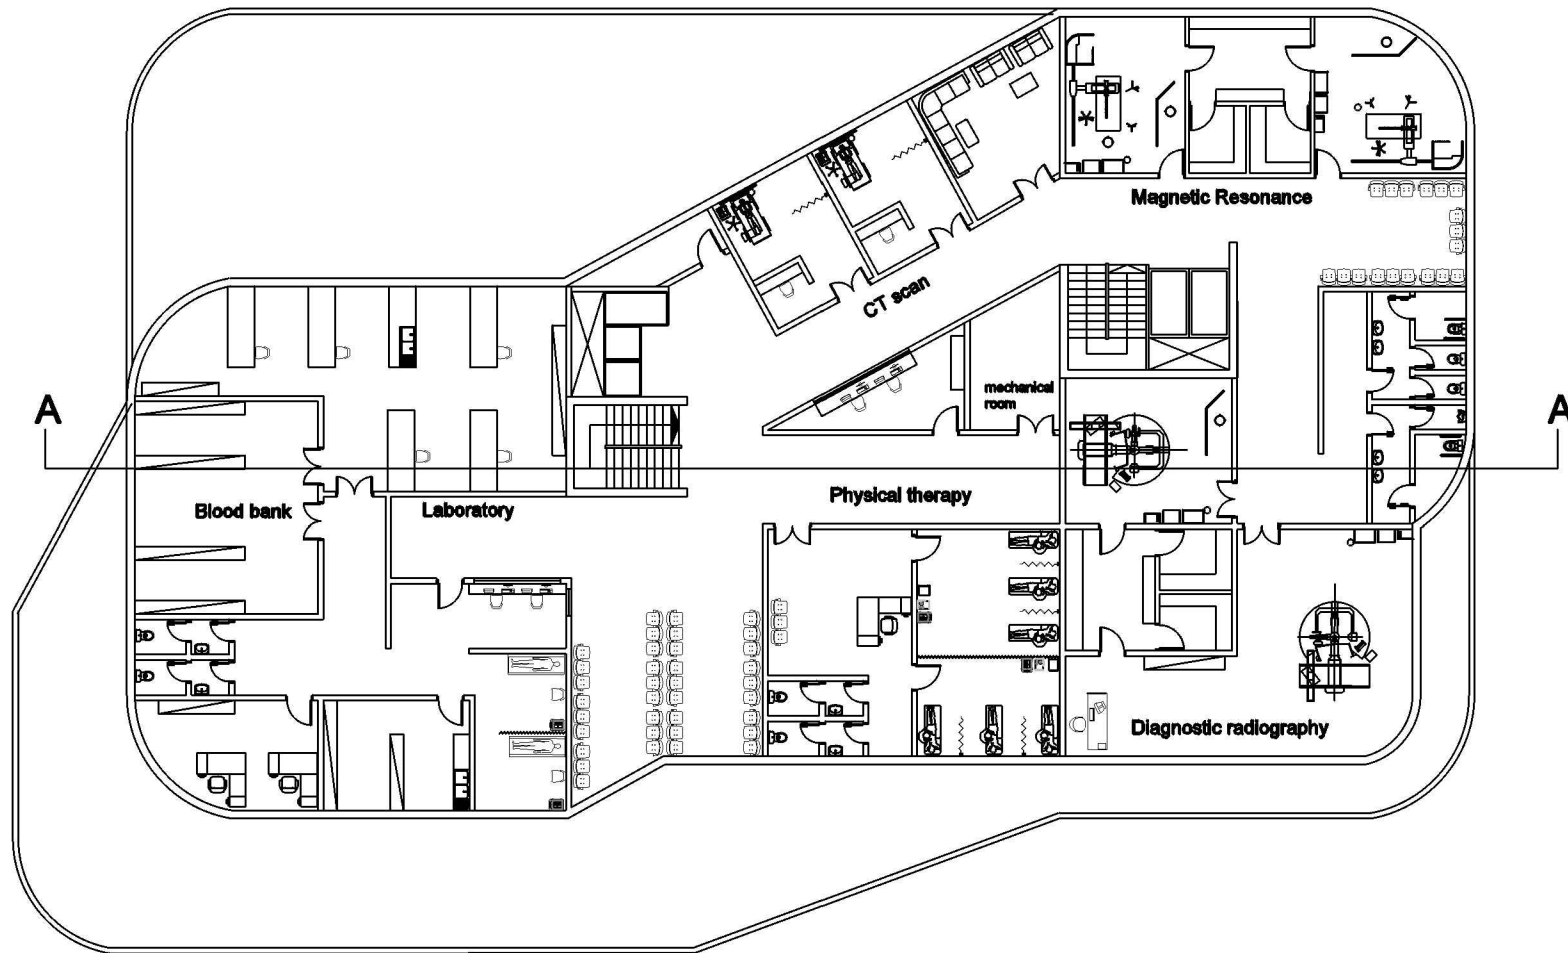 Magnetic Resonance
CT scan
mechanical
room
A
A
Physical therapy
Blood bank
Laboratory
Diagnostic radiography